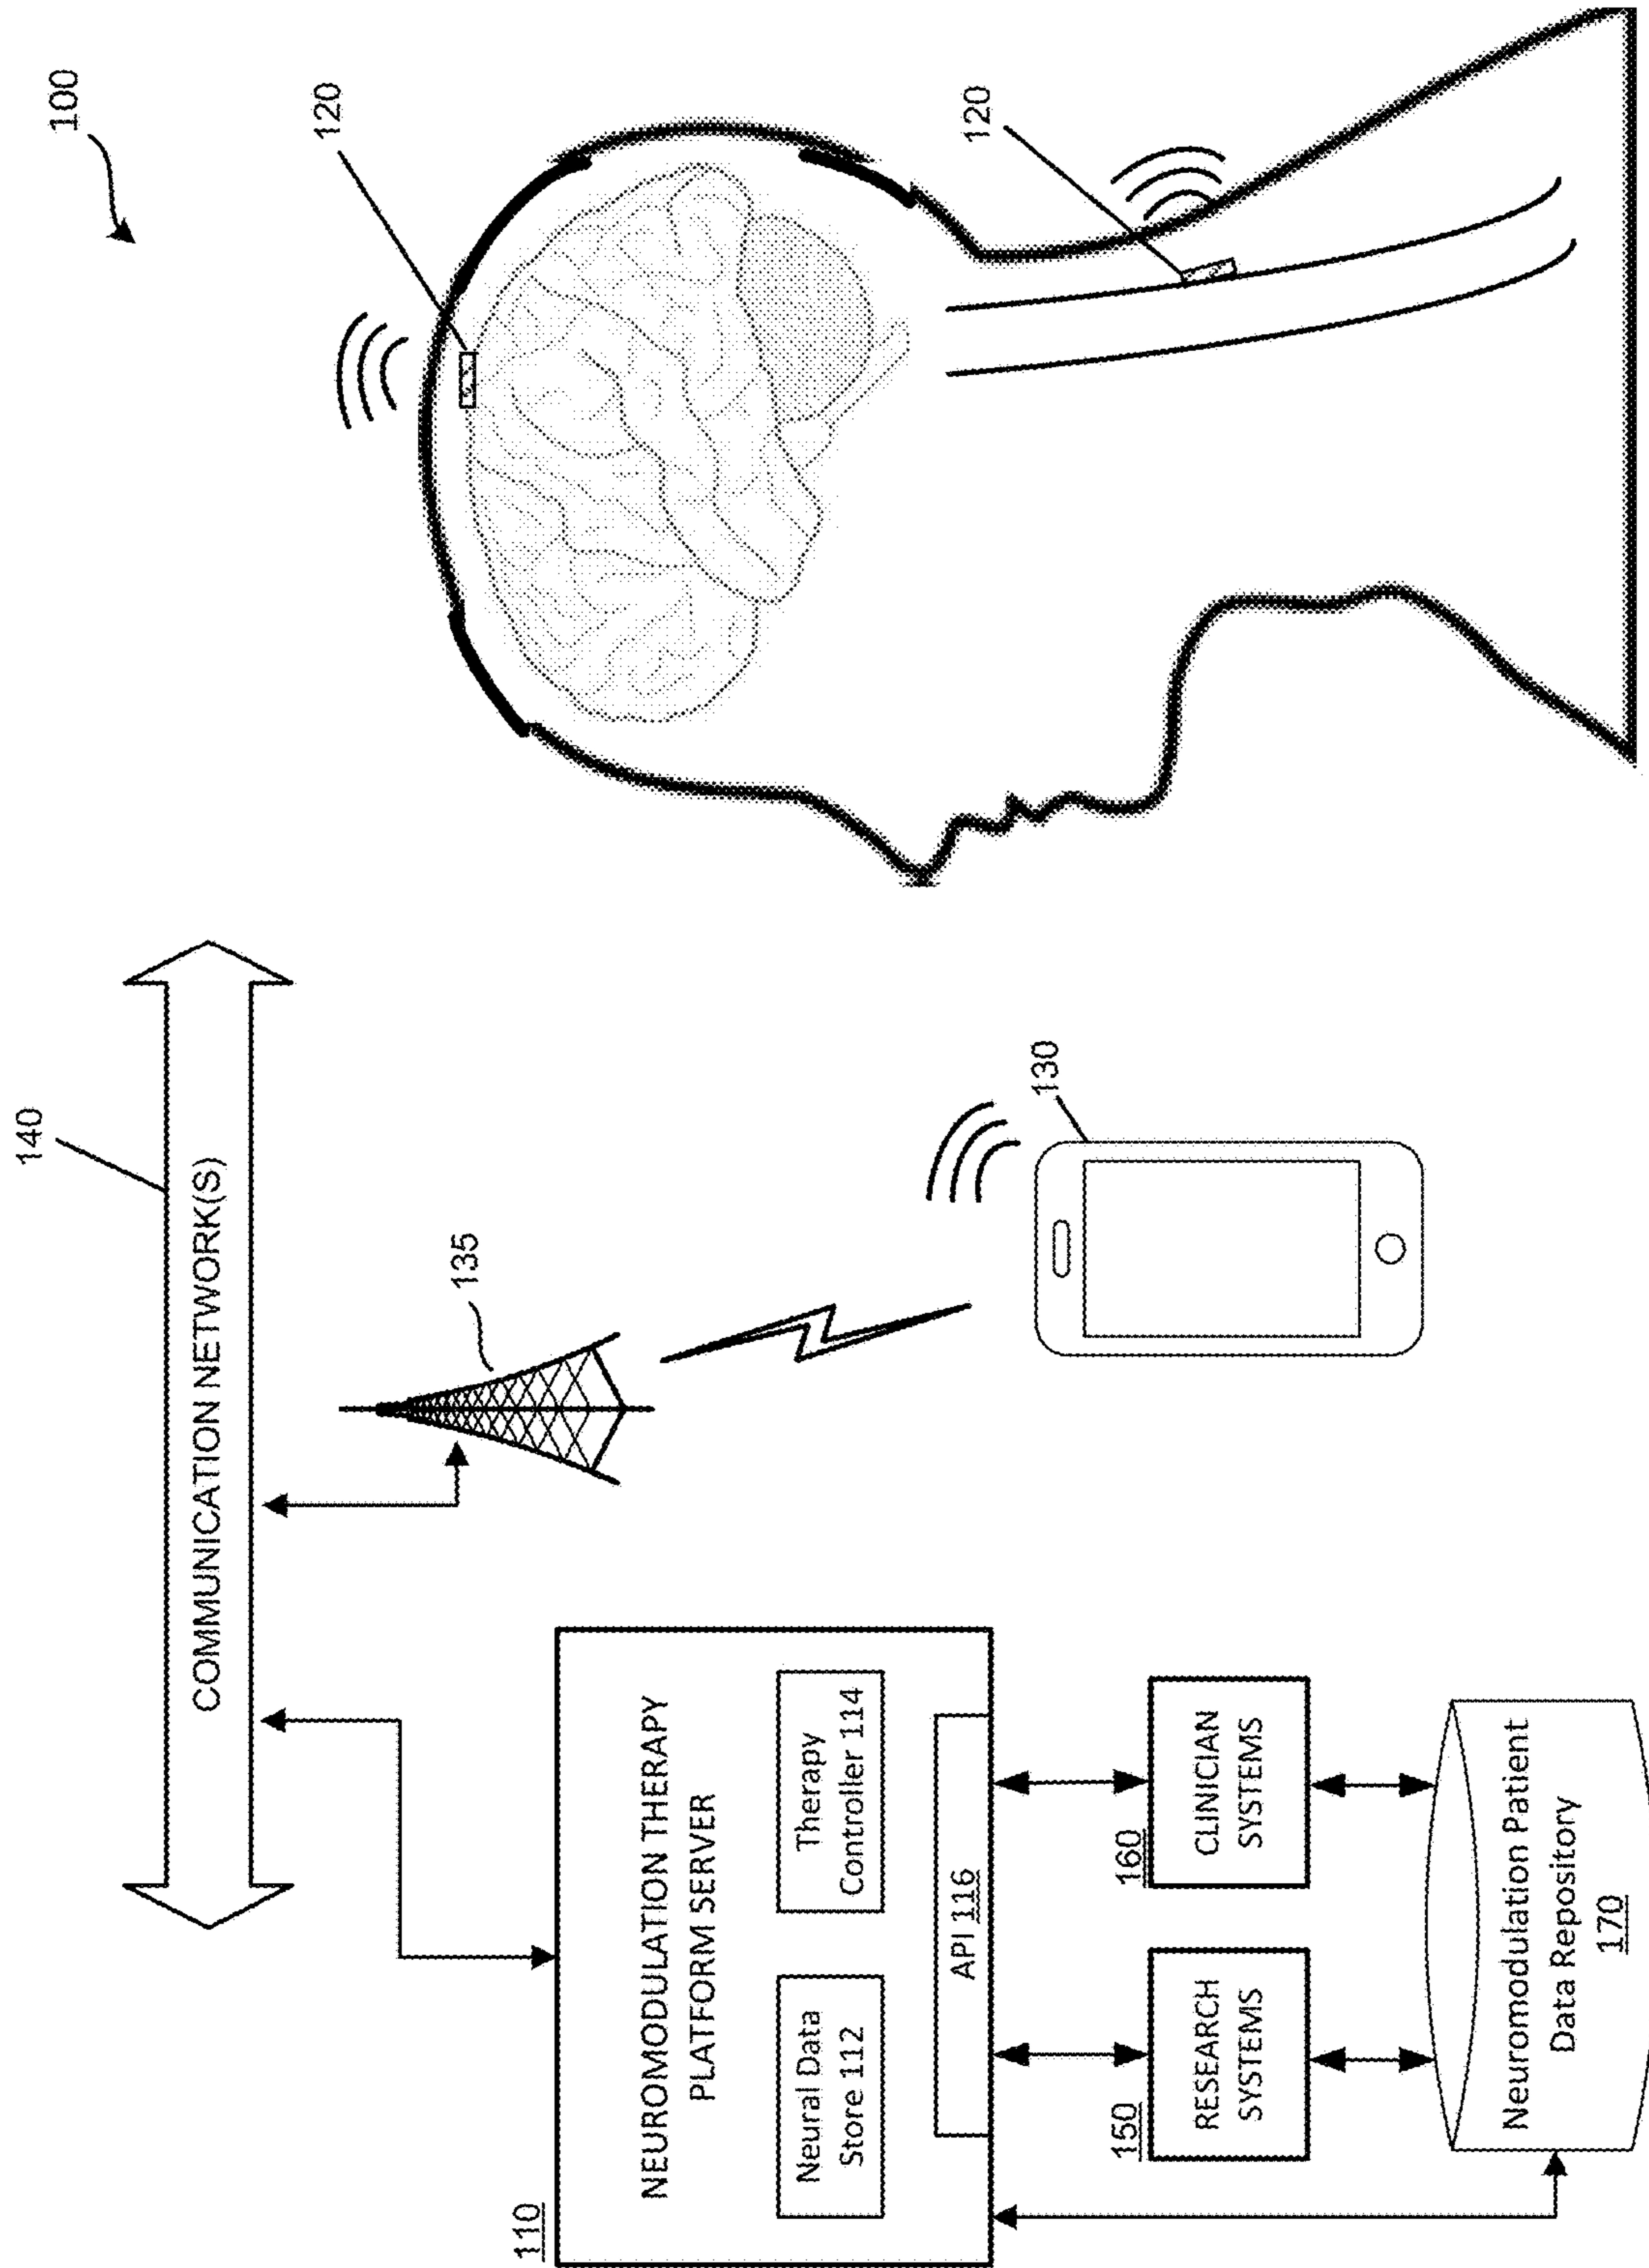 100
140
COMMUNICATION NETWORK(S)
120
135
120
110
NEUROMODULATION THERAPY
PLATFORM SERVER
Neural Data
Store 112
Therapy
Controller 114
API 116
130
150
RESEARCH
SYSTEMS
160
CLINICIAN
SYSTEMS
Neuromodulation Patient
Data Repository
170